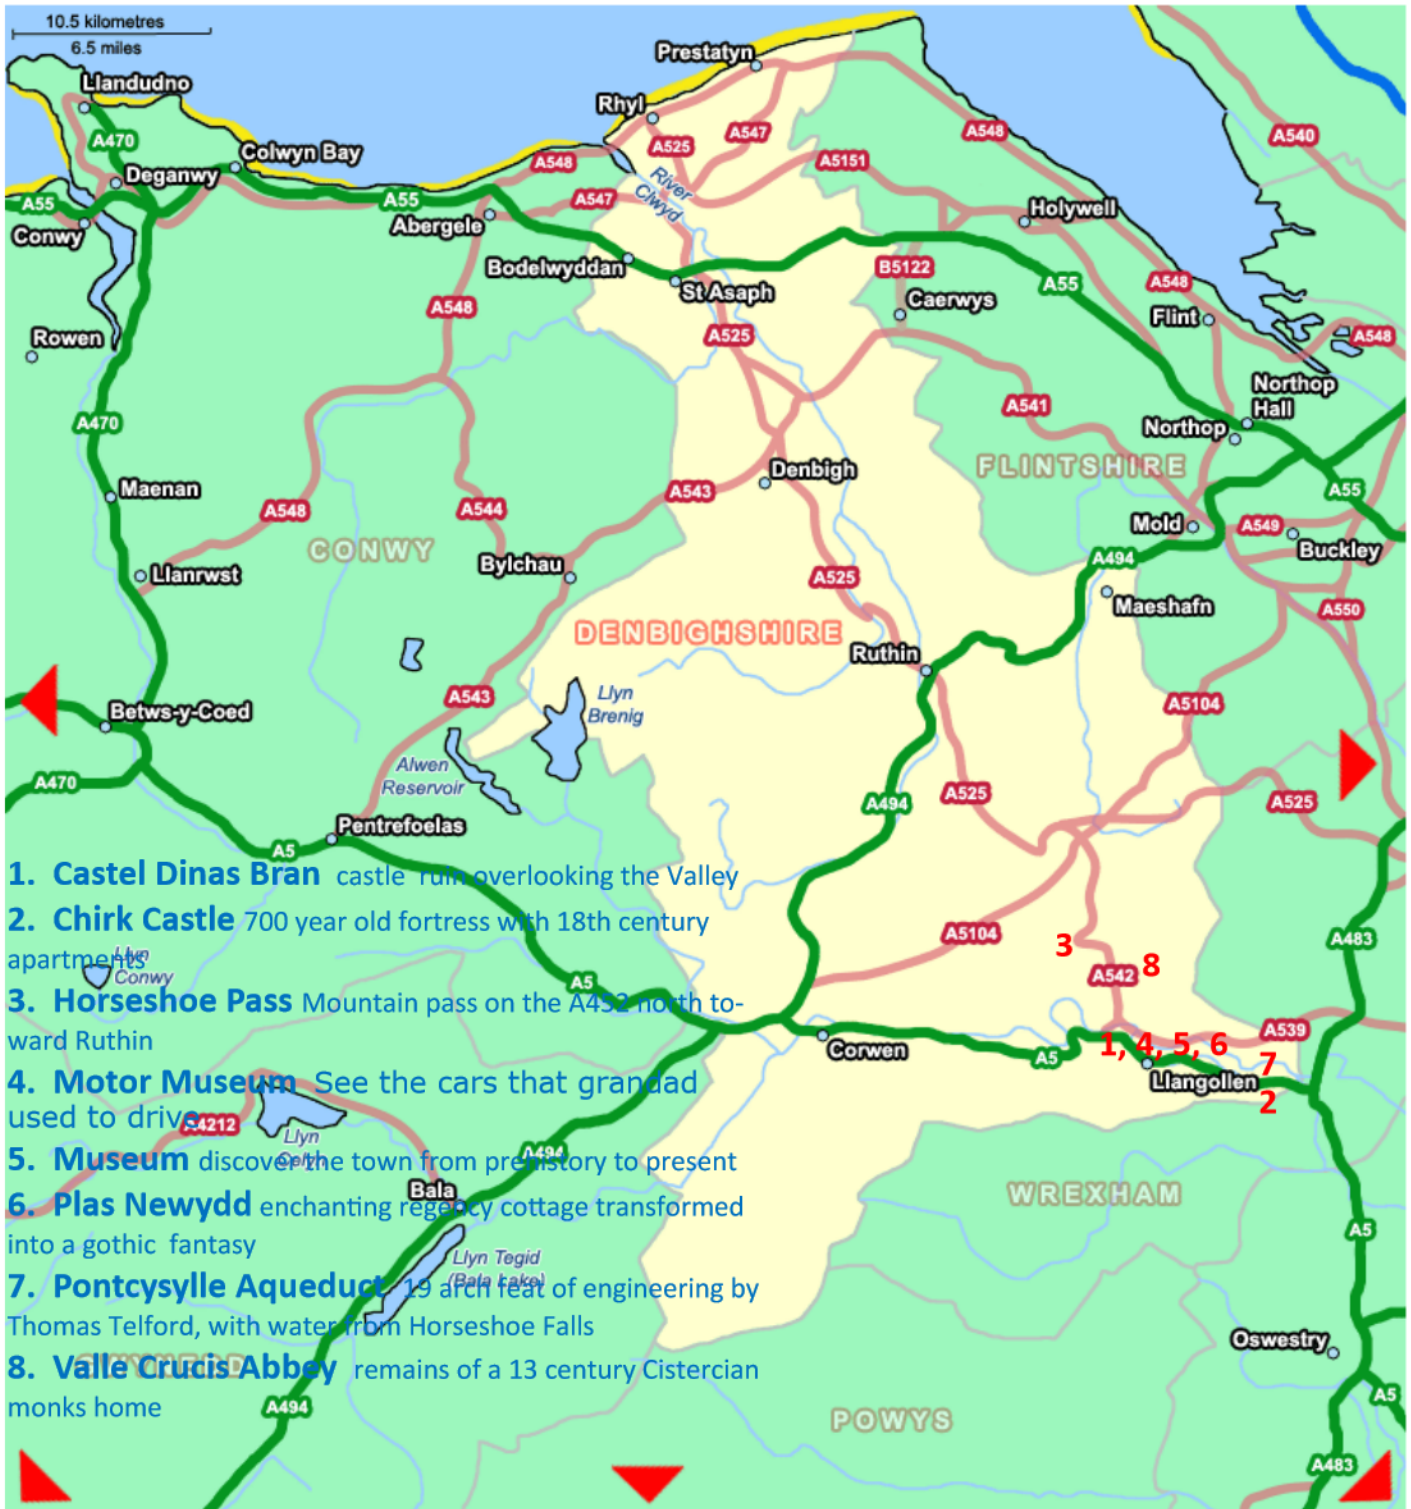 10.5 kilometres
6.5 miles
Prestatyn
Llandudno
Rhyl
A470
A525
A547
A548
A540
Colwyn Bay
A548
A5151
Deganwy
River
Clwyd
A55
A55
A547
Holywell
Conwy
Abergele
Bodelwyddan
B5122
A55
A548
St Asaph
Caerwys
A548
Flint
Rowen
A525
A548
Northop
Hall
A470
A541
Northop
FLINTSHIRE
Denbigh
Maenan
A543
A55
A548
A544
Mold
A549
CONWY
Buckley
Bylchau
A494
Llanrwst
A525
Maeshafn
A550
DENBIGHSHIRE
Ruthin
A543
Llyn
Brenig
A5104
Betws-y-Coed
Alwen
Reservoir
A470
A494
A525
A525
Pentrefoelas
A5
1. Castel Dinas Bran castle ruin overlooking the Valley
2. Chirk Castle 700 year old fortress with 18th century
apartments
Llyn
Conwy
A5104
3
A483
8
A542
A5
3. Horseshoe Pass Mountain pass on the A452 north to-
ward Ruthin
A539
Corwen
A5
1, 4, 5, 6
7
Llangollen
2
4. Motor Museum See the cars that grandad
used to drive
A4212
Llyn
Celyn
A494
5. Museum discover the town from prehistory to present
Bala
WREXHAM
6. Plas Newydd enchanting regency cottage transformed
into a gothic fantasy
A5
Llyn Tegid
(Bala Lake)
7. Pontcysylle Aqueduct 19 arch feat of engineering by
Thomas Telford, with water from Horseshoe Falls
Oswestry
GWYNEDD
8. Valle Crucis Abbey remains of a 13 century Cistercian
monks home
A494
A5
POWYS
A483